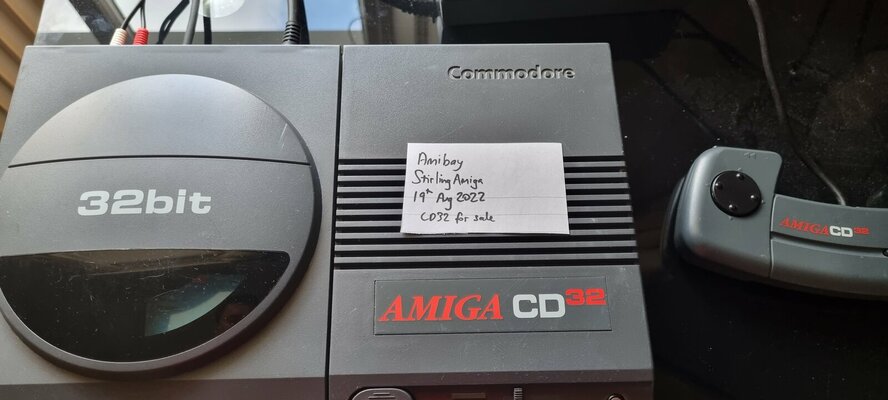 Commodore
32bit
Amibay
Stirling Amiga
19th Aug 2022
CD32 for sale
AMIGA CD32
AMIGA CD32